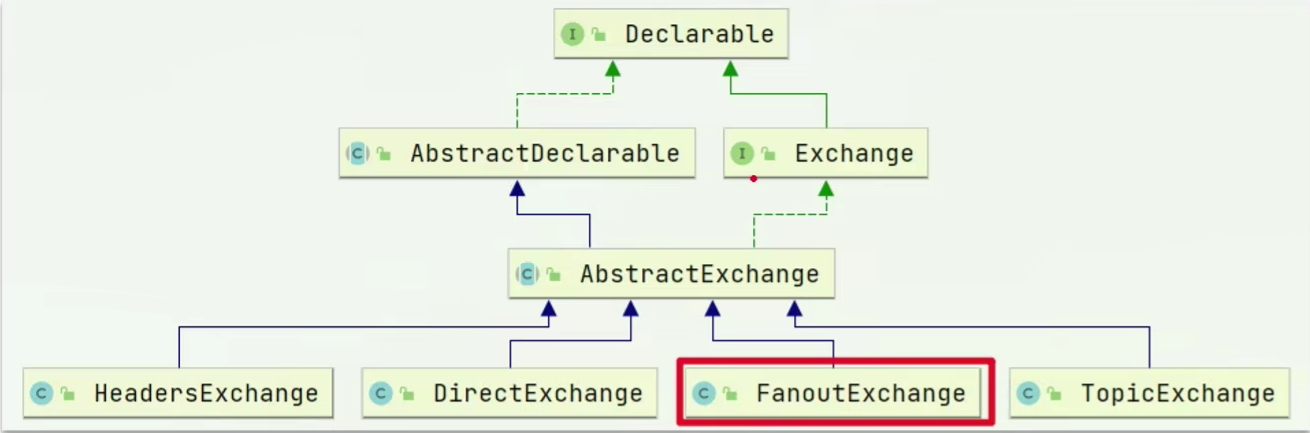 I Declarable
C AbstractDeclarable
I Exchange
C AbstractExchange
C HeadersExchange
C DirectExchange
C FanoutExchange
C TopicExchange